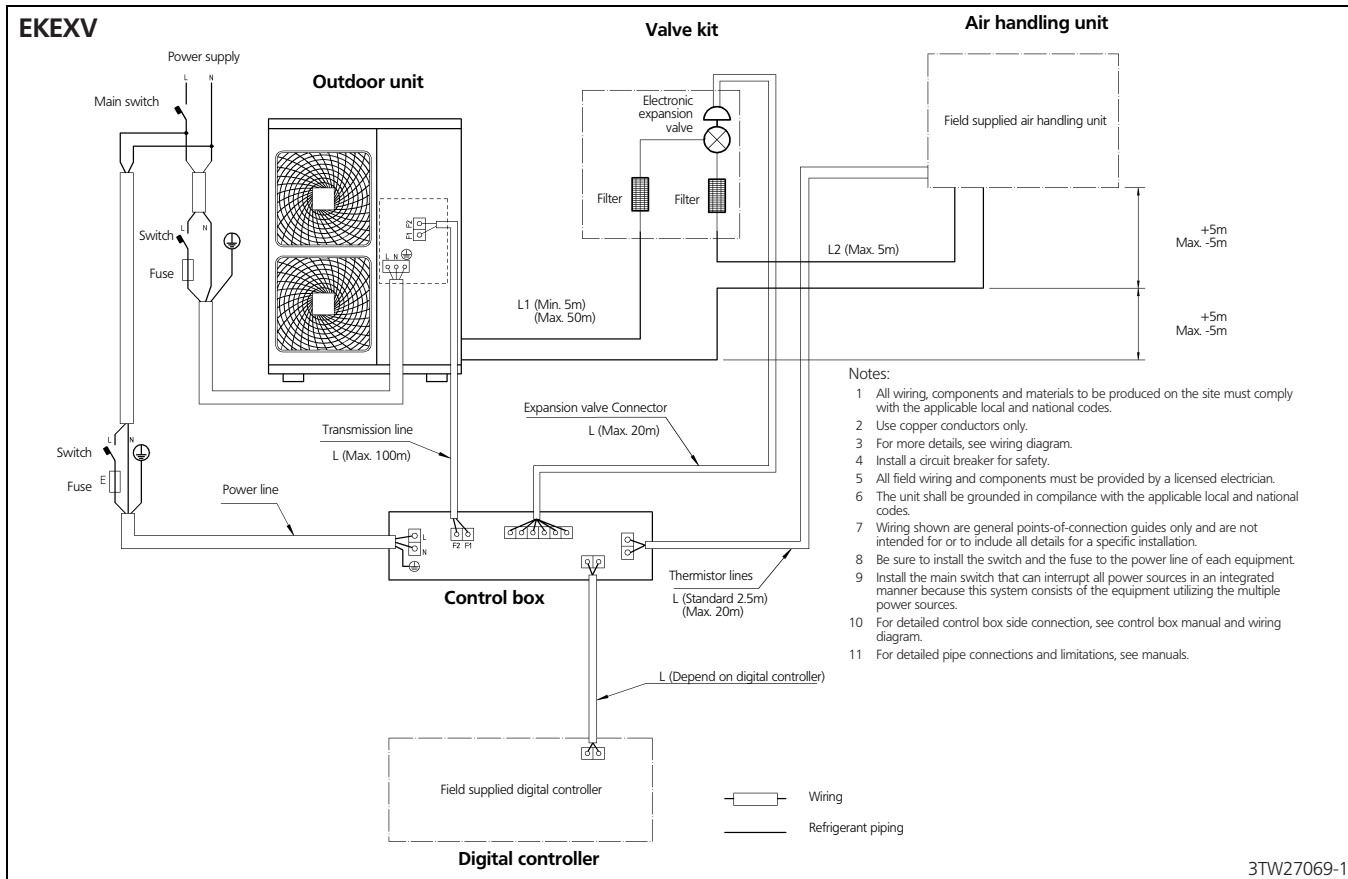 EKEXV
Power supply
L N
Main switch
Outdoor unit
Valve kit
Air handling unit
Electronic
expansion
valve
Field supplied air handling unit
Filter
Filter
F1 F2
L N
Switch
L N
Fuse
L2 (Max. 5m)
+5m
Max. -5m
L1 (Min. 5m)
(Max. 50m)
+5m
Max. -5m
Notes:
1 All wiring, components and materials to be produced on the site must comply
with the applicable local and national codes.
2 Use copper conductors only.
3 For more details, see wiring diagram.
4 Install a circuit breaker for safety.
5 All field wiring and components must be provided by a licensed electrician.
6 The unit shall be grounded in compilance with the applicable local and national
codes.
7 Wiring shown are general points-of-connection guides only and are not
intended for or to include all details for a specific installation.
8 Be sure to install the switch and the fuse to the power line of each equipment.
9 Install the main switch that can interrupt all power sources in an integrated
manner because this system consists of the equipment utilizing the multiple
power sources.
10 For detailed control box side connection, see control box manual and wiring
diagram.
11 For detailed pipe connections and limitations, see manuals.
Expansion valve Connector
L (Max. 20m)
Transmission line
L (Max. 100m)
Switch
L N
Fuse E
Power line
L
N
F2 F1
Control box
Thermistor lines
L (Standard 2.5m)
(Max. 20m)
L (Depend on digital controller)
Field supplied digital controller
Digital controller
Wiring
Refrigerant piping
3TW27069-1